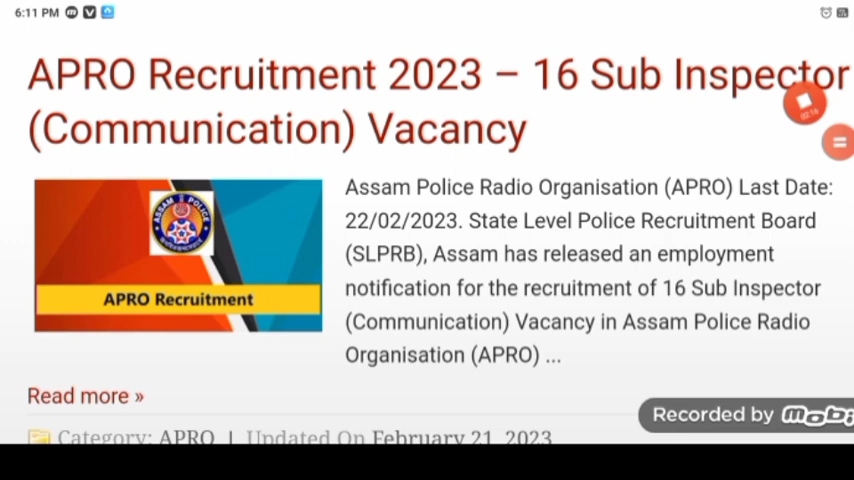 6:11 PM
APRO Recruitment 2023 – 16 Sub Inspector
(Communication) Vacancy
02:16
ASSAM POLICE
APRO Recruitment
Assam Police Radio Organisation (APRO) Last Date:
22/02/2023. State Level Police Recruitment Board
(SLPRB), Assam has released an employment
notification for the recruitment of 16 Sub Inspector
(Communication) Vacancy in Assam Police Radio
Organisation (APRO) ...
Read more »
Recorded by mobi
Category: APRO | Updated On February 21, 2023